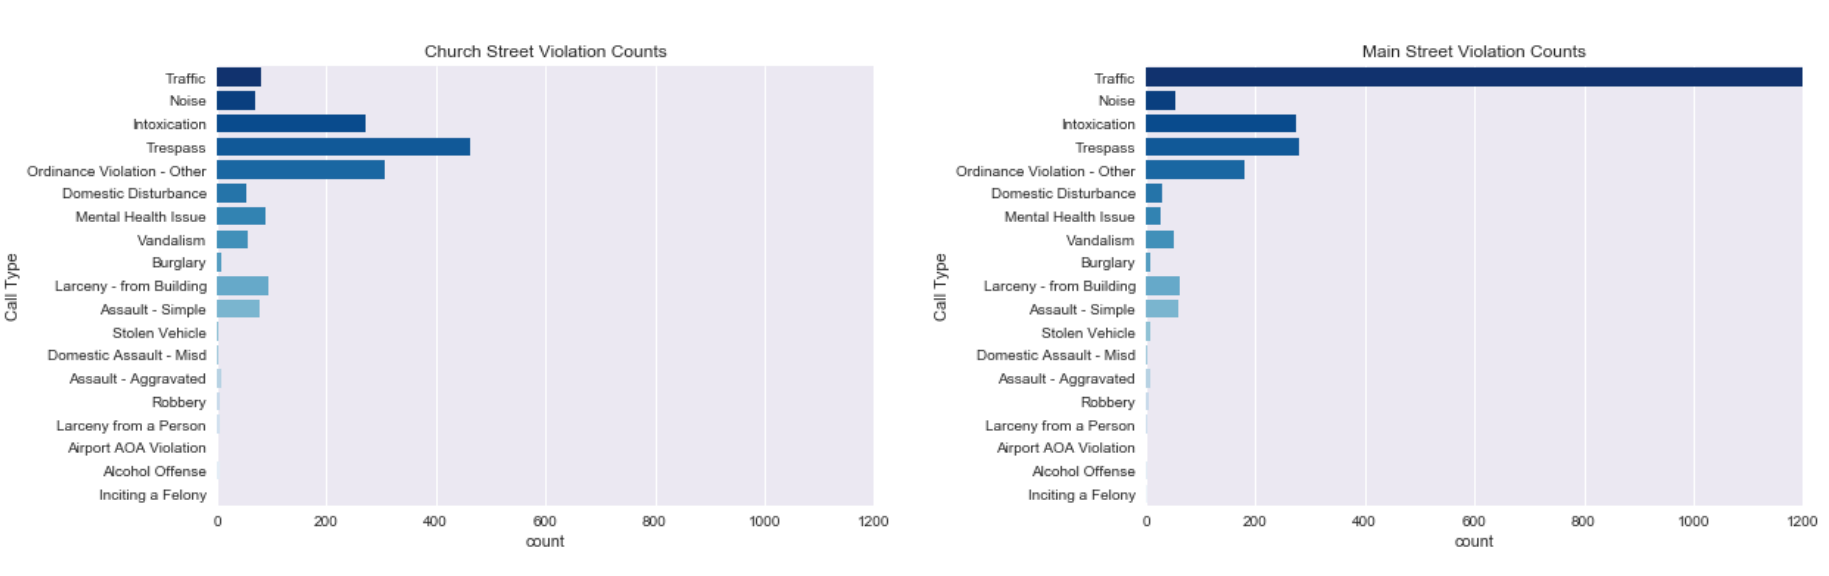 Church Street Violation Counts
Call Type
Traffic
Noise
Intoxication
Trespass
Ordinance Violation - Other
Domestic Disturbance
Mental Health Issue
Vandalism
Burglary
Larceny - from Building
Assault - Simple
Stolen Vehicle
Domestic Assault - Misd
Assault - Aggravated
Robbery
Larceny from a Person
Airport AOA Violation
Alcohol Offense
Inciting a Felony
0 200 400 600 800 1000 1200
count
Main Street Violation Counts
Call Type
Traffic
Noise
Intoxication
Trespass
Ordinance Violation - Other
Domestic Disturbance
Mental Health Issue
Vandalism
Burglary
Larceny - from Building
Assault - Simple
Stolen Vehicle
Domestic Assault - Misd
Assault - Aggravated
Robbery
Larceny from a Person
Airport AOA Violation
Alcohol Offense
Inciting a Felony
0 200 400 600 800 1000 1200
count